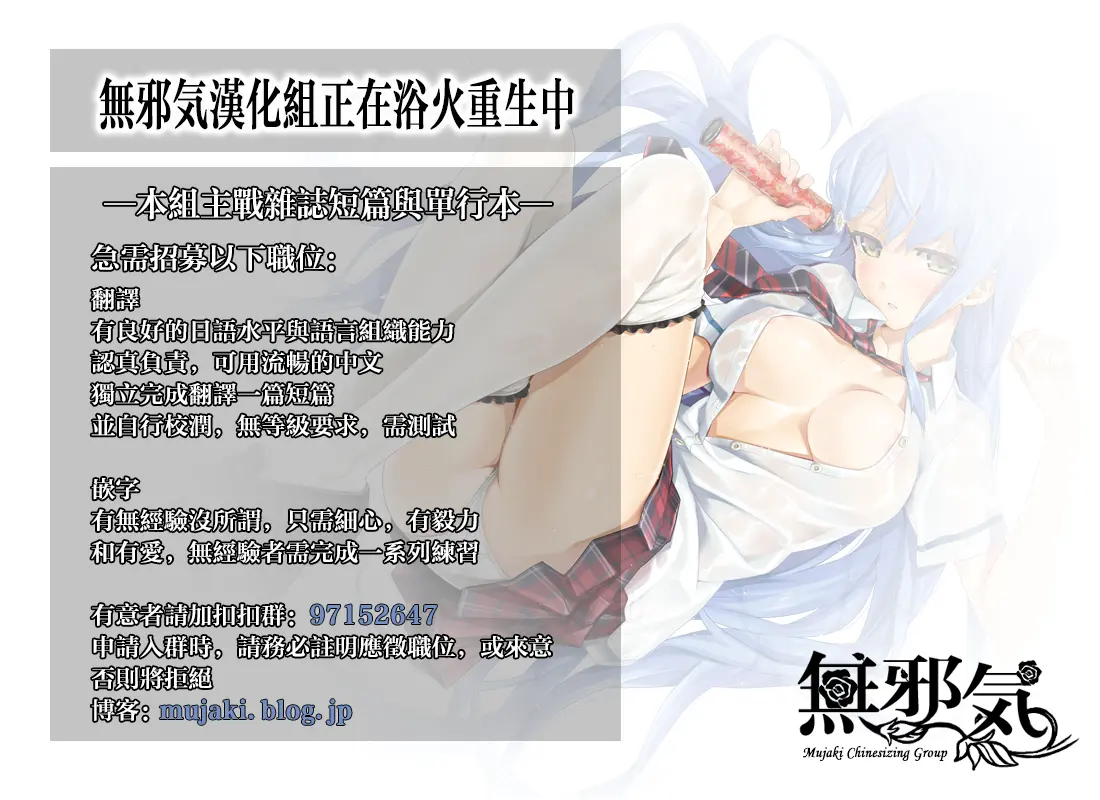 無邪気漢化組正在浴火重生中
—本組主戰雜誌短篇與單行本—
急需招募以下職位：
翻譯
有良好的日語水平與語言組織能力
認真負責，可用流暢的中文
獨立完成翻譯一篇短篇
並自行校潤，無等級要求，需測試
嵌字
有無經驗沒所謂，只需細心，有毅力
和有愛，無經驗者需完成一系列練習
有意者請加扣扣群：97152647
申請入群時，請務必註明應徵職位，或來意
否則將拒絕
博客：mujaki.blog.jp
無邪気
Mujaki Chinesizing Group